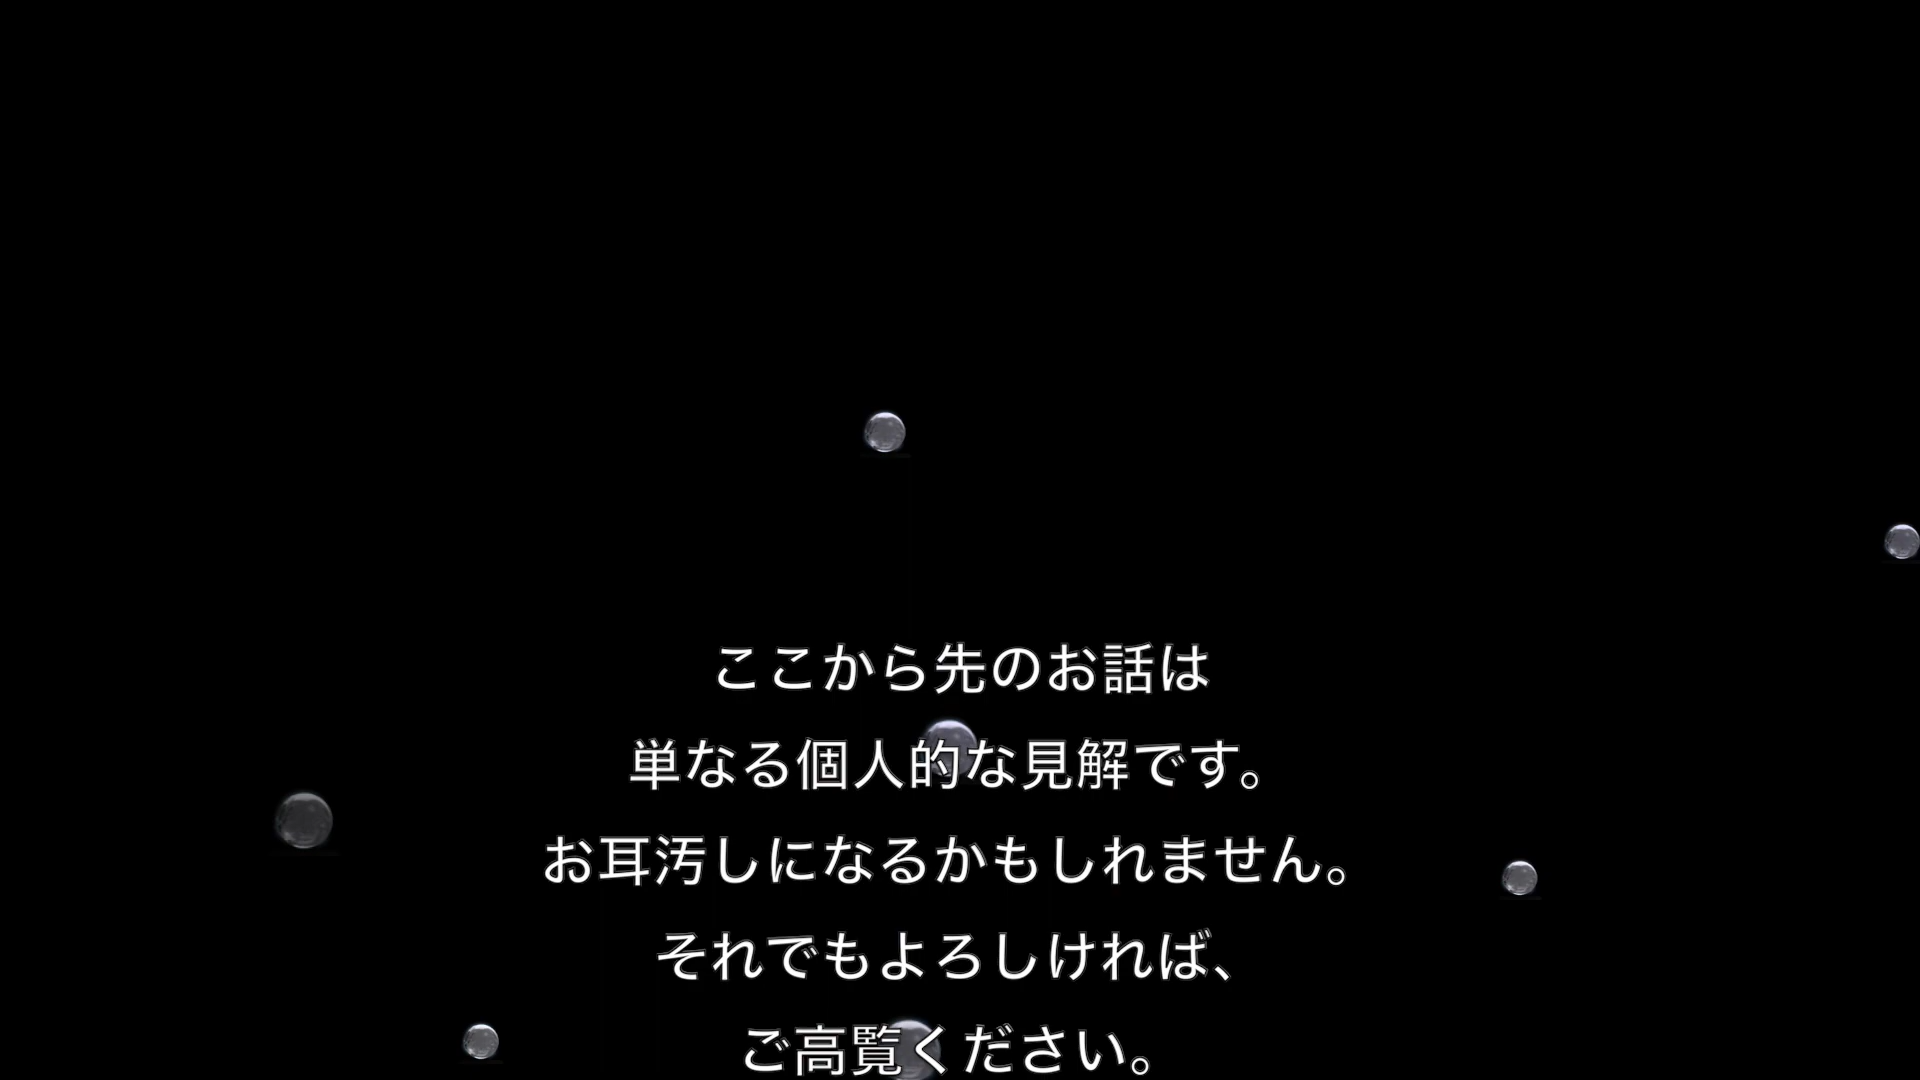 ここから先のお話は
単なる個人的な見解です。
お耳汚しになるかもしれません。
それでもよろしければ、
ご高覧ください。